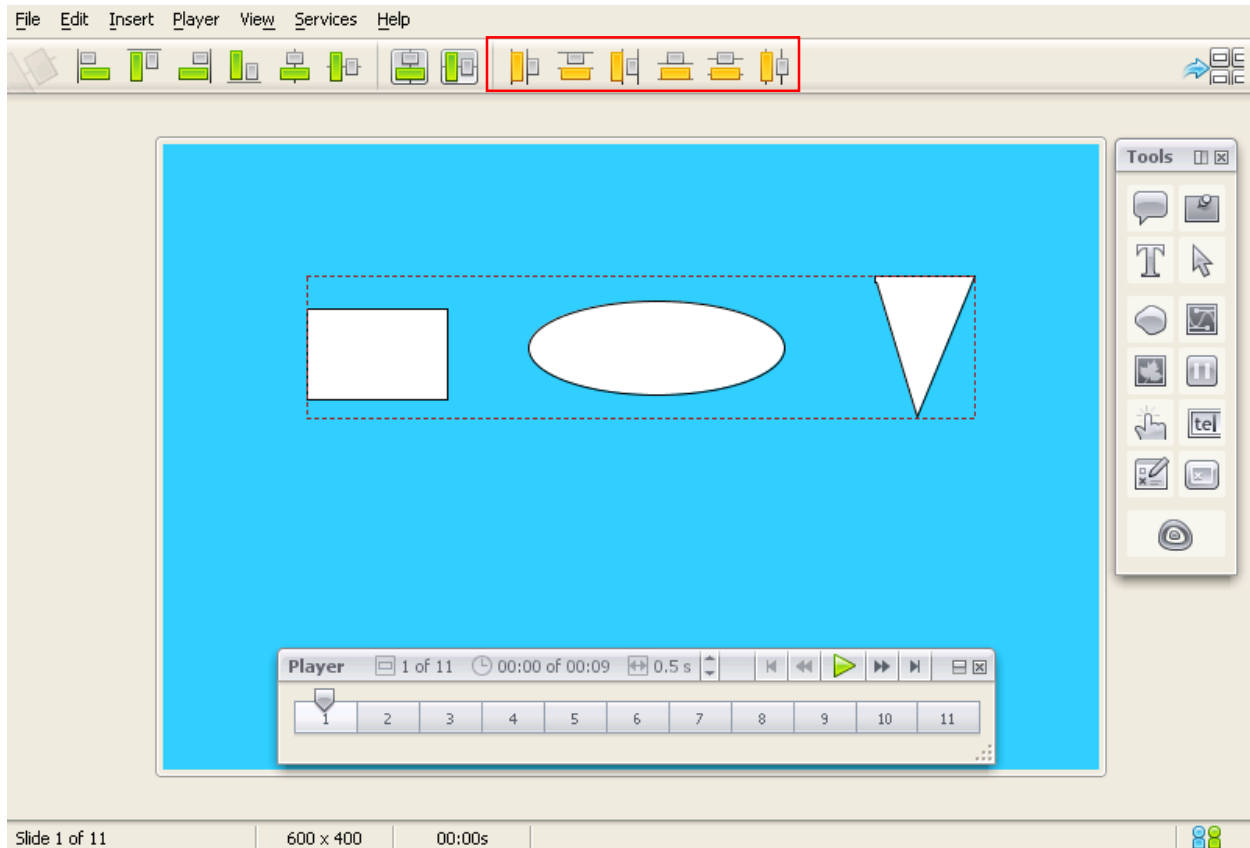 File Edit Insert Player View Services Help
Tools
T
tel
Player 1 of 11 00:00 of 00:09 0.5 s
1 2 3 4 5 6 7 8 9 10 11
Slide 1 of 11 600 x 400 00:00s